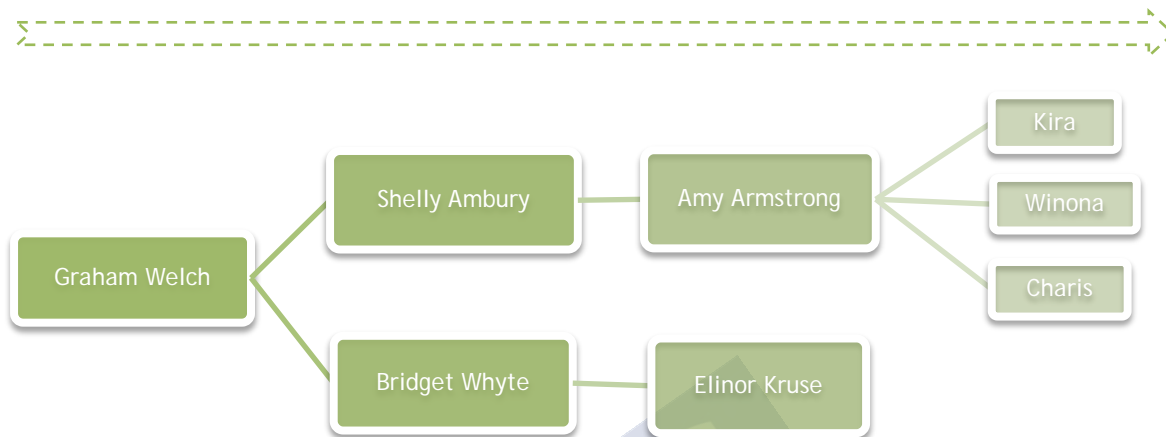 Graham Welch
Shelly Ambury
Bridget Whyte
Amy Armstrong
Elinor Kruse
Kira
Winona
Charis